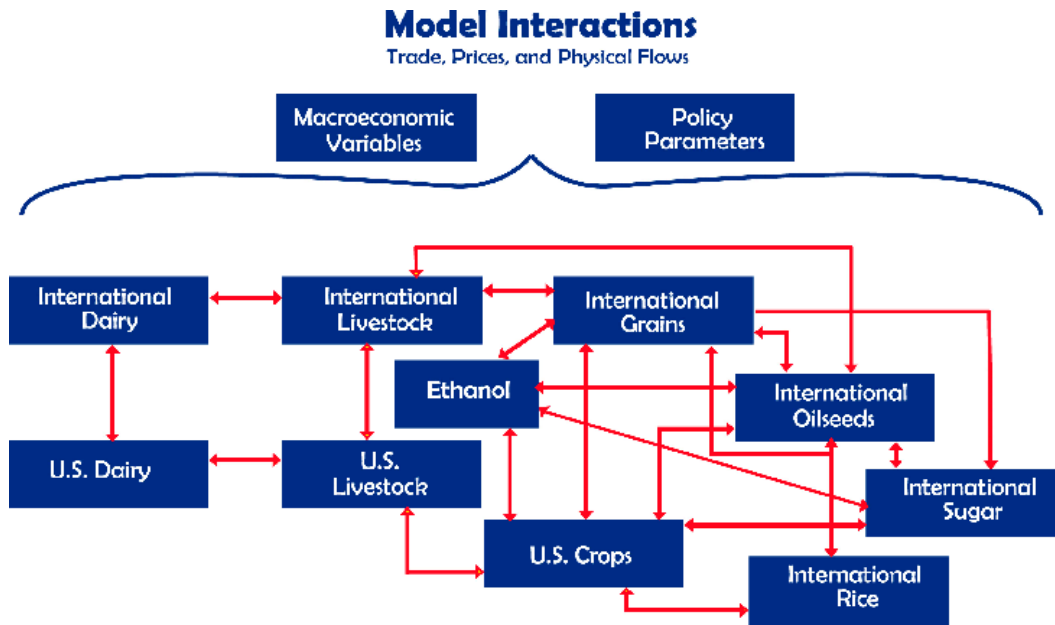 Model Interactions
Trade, Prices, and Physical Flows
Macroeconomic
Variables
Policy
Parameters
International
Dairy
International
Livestock
International
Grains
Ethanol
International
Oilseeds
U.S. Dairy
U.S.
Livestock
International
Sugar
U.S. Crops
International
Rice